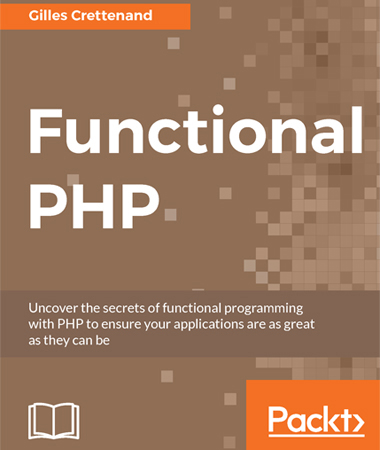 Gilles Crettenand
Functional
PHP
Uncover the secrets of functional programming
with PHP to ensure your applications are as great
as they can be
Packt>